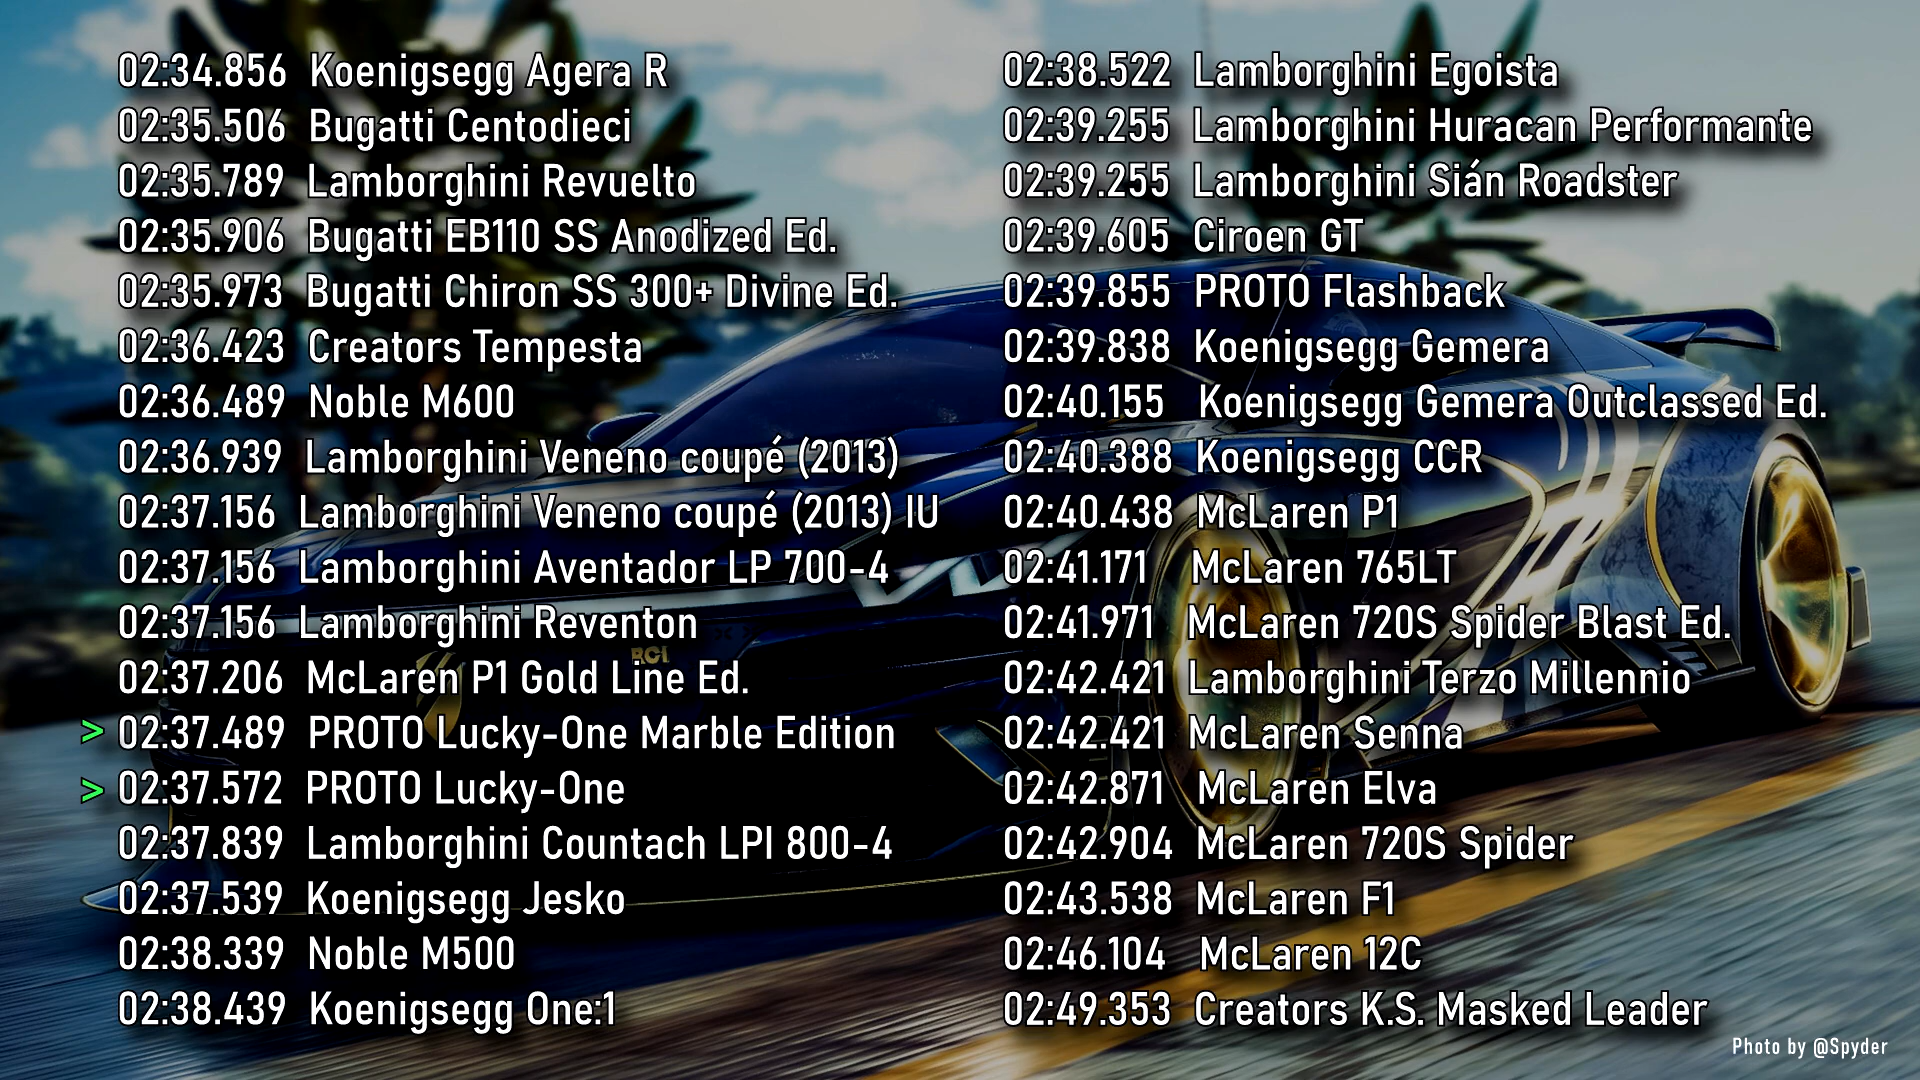 02:34.856 Koenigsegg Agera R
02:35.506 Bugatti Centodieci
02:35.789 Lamborghini Revuelto
02:35.906 Bugatti EB110 SS Anodized Ed.
02:35.973 Bugatti Chiron SS 300+ Divine Ed.
02:36.423 Creators Tempesta
02:36.489 Noble M600
02:36.939 Lamborghini Veneno coupé (2013)
02:37.156 Lamborghini Veneno coupé (2013) IU
02:37.156 Lamborghini Aventador LP 700-4
02:37.156 Lamborghini Reventon
02:37.206 McLaren P1 Gold Line Ed.
> 02:37.489 PROTO Lucky-One Marble Edition
> 02:37.572 PROTO Lucky-One
02:37.839 Lamborghini Countach LPI 800-4
02:37.539 Koenigsegg Jesko
02:38.339 Noble M500
02:38.439 Koenigsegg One:1
02:38.522 Lamborghini Egoista
02:39.255 Lamborghini Huracan Performante
02:39.255 Lamborghini Sián Roadster
02:39.605 Ciroen GT
02:39.855 PROTO Flashback
02:39.838 Koenigsegg Gemera
02:40.155 Koenigsegg Gemera Outclassed Ed.
02:40.388 Koenigsegg CCR
02:40.438 McLaren P1
02:41.171 McLaren 765LT
02:41.971 McLaren 720S Spider Blast Ed.
02:42.421 Lamborghini Terzo Millennio
02:42.421 McLaren Senna
02:42.871 McLaren Elva
02:42.904 McLaren 720S Spider
02:43.538 McLaren F1
02:46.104 McLaren 12C
02:49.353 Creators K.S. Masked Leader
Photo by @Spyder